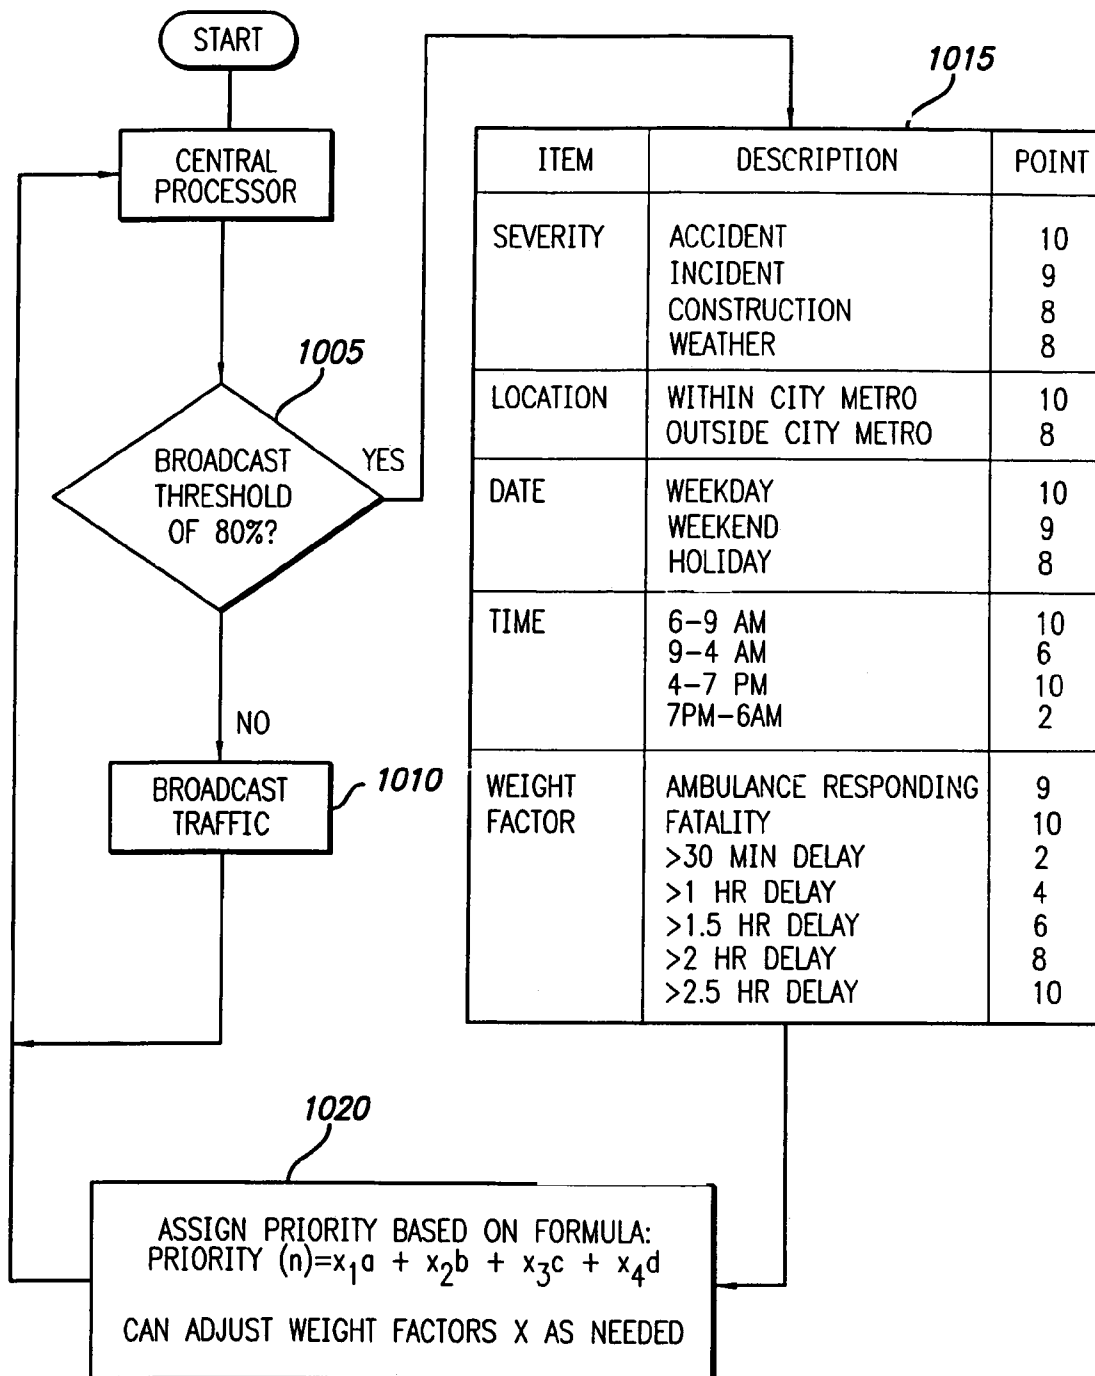 START
CENTRAL
PROCESSOR
1005
BROADCAST
THRESHOLD
OF 80%?
YES
NO
BROADCAST
TRAFFIC
1010
1015
ITEM DESCRIPTION POINT
SEVERITY ACCIDENT 10
INCIDENT 9
CONSTRUCTION 8
WEATHER 8
LOCATION WITHIN CITY METRO 10
OUTSIDE CITY METRO 8
DATE WEEKDAY 10
WEEKEND 9
HOLIDAY 8
TIME 6-9 AM 10
9-4 AM 6
4-7 PM 10
7PM-6AM 2
WEIGHT AMBULANCE RESPONDING 9
FACTOR FATALITY 10
>30 MIN DELAY 2
>1 HR DELAY 4
>1.5 HR DELAY 6
>2 HR DELAY 8
>2.5 HR DELAY 10
1020
ASSIGN PRIORITY BASED ON FORMULA:
PRIORITY (n)=x₁a + x₂b + x₃c + x₄d
CAN ADJUST WEIGHT FACTORS X AS NEEDED